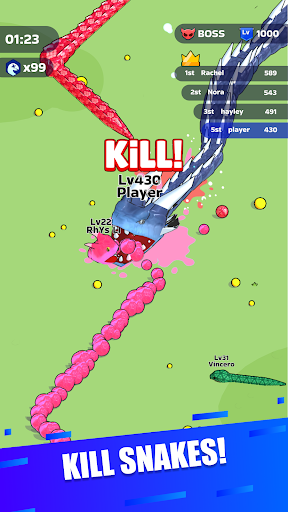 01:23
x99
BOSS Lv 1000
1st Rachel 589
2st Nora 543
3st hayley 491
5st player 430
KiLL!
Lv430
Player
Lv22
RhYs
Lv31
Vincero
KILL SNAKES!